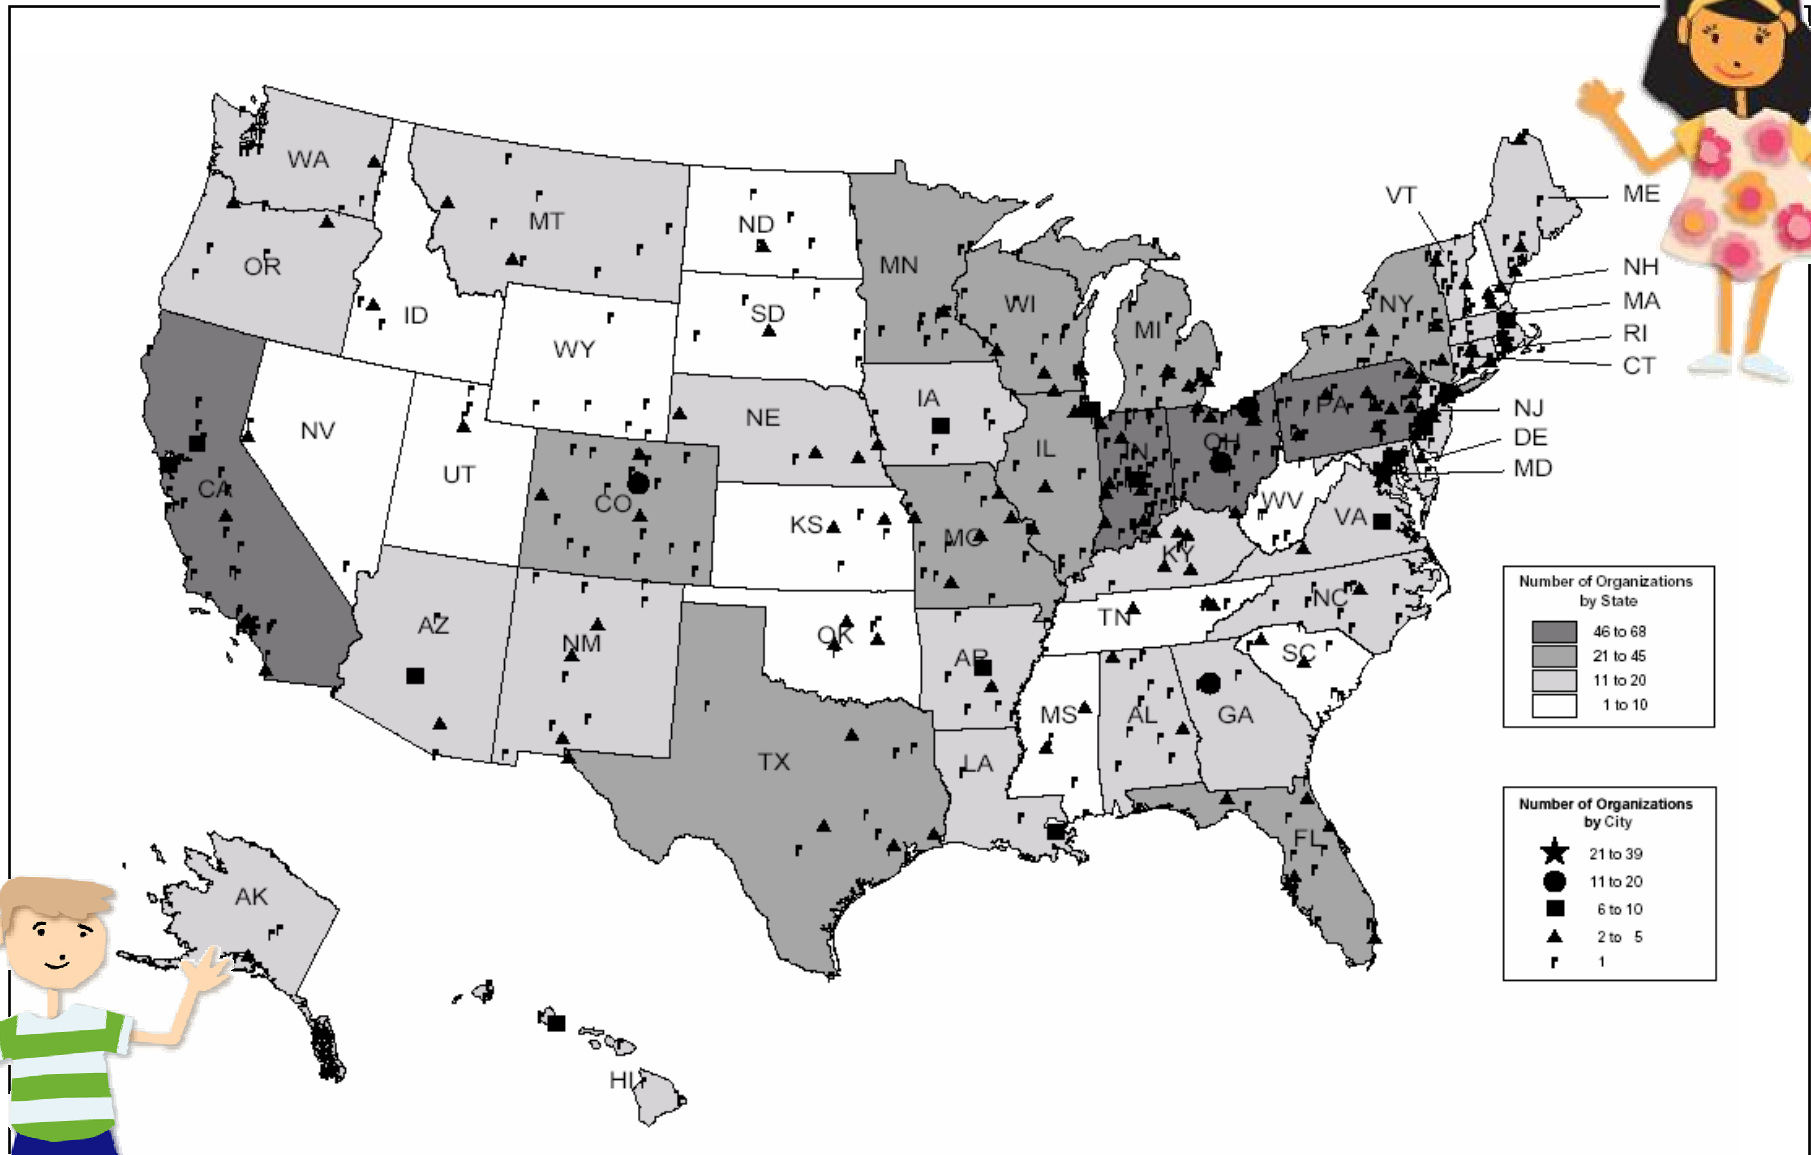 WA
MT
ND
MN
VT
ME
OR
ID
SD
WI
MI
NY
NH
MA
RI
CT
WY
IA
NE
PA
NJ
DE
MD
NV
UT
CO
IL
IN
OH
WV
VA
CA
KS
MO
KY
AZ
NM
OK
AR
TN
NC
SC
MS
AL
GA
TX
LA
FL
AK
HI
Number of Organizations
by State
46 to 68
21 to 45
11 to 20
1 to 10
Number of Organizations
by City
21 to 39
11 to 20
6 to 10
2 to 5
1